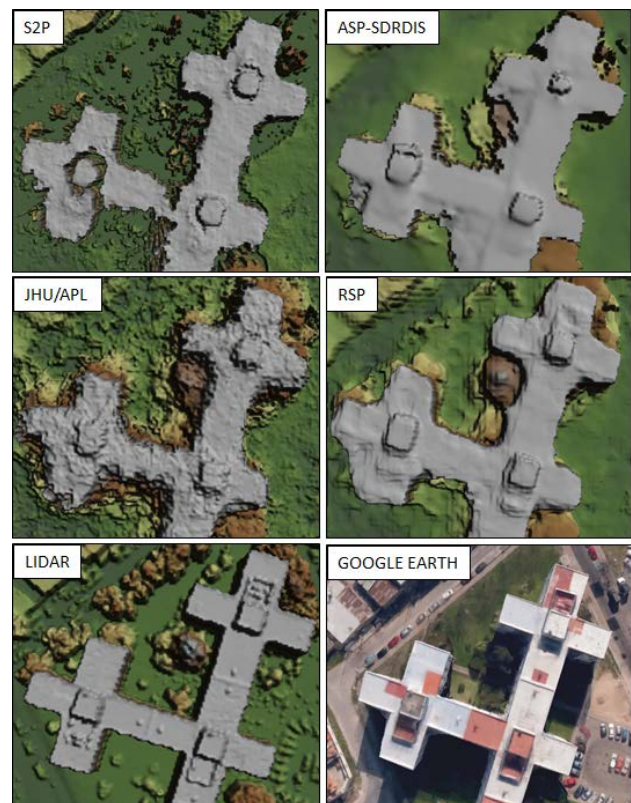 S2P
ASP-SDRDIS
JHU/APL
RSP
LIDAR
GOOGLE EARTH